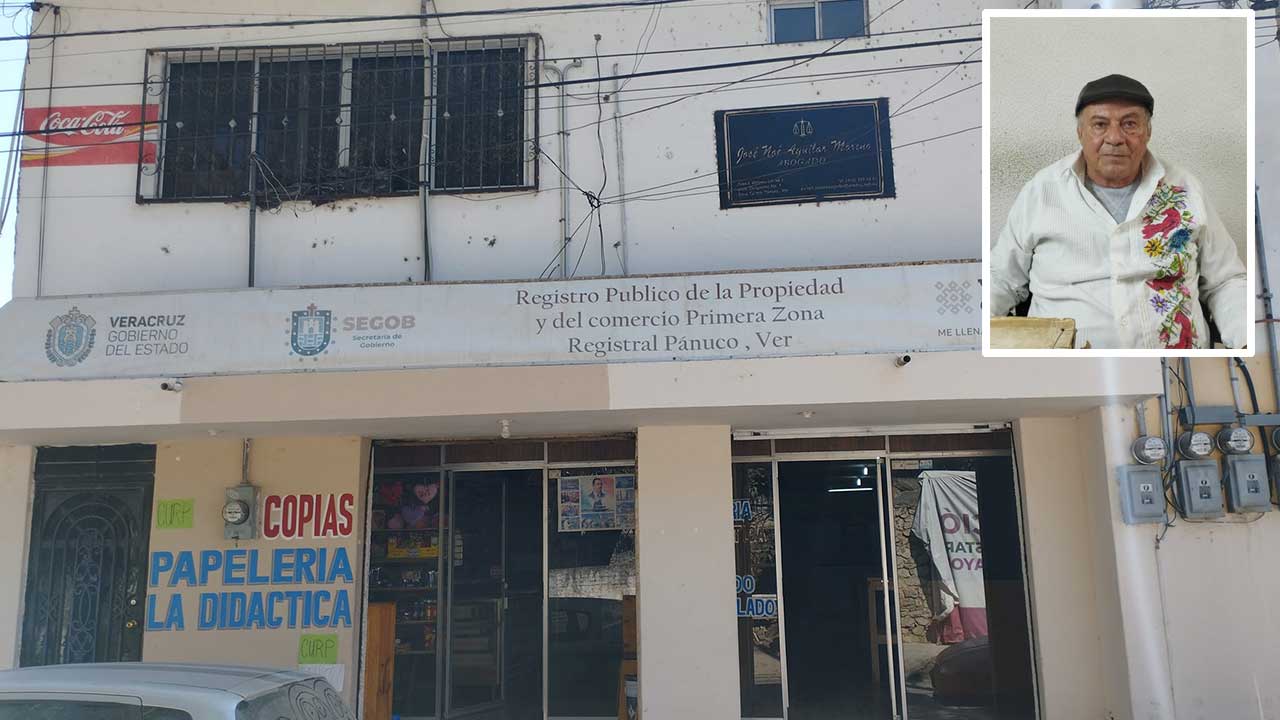 Coca-Cola
José Noé Aguilar Moreno
ABOGADO
VERACRUZ
GOBIERNO
DEL ESTADO
SEGOB
Secretaría de
Gobierno
Registro Publico de la Propiedad
y del comercio Primera Zona
Registral Pánuco , Ver
ME LLENA
CURP
COPIAS
PAPELERIA
LA DIDACTICA
CURP